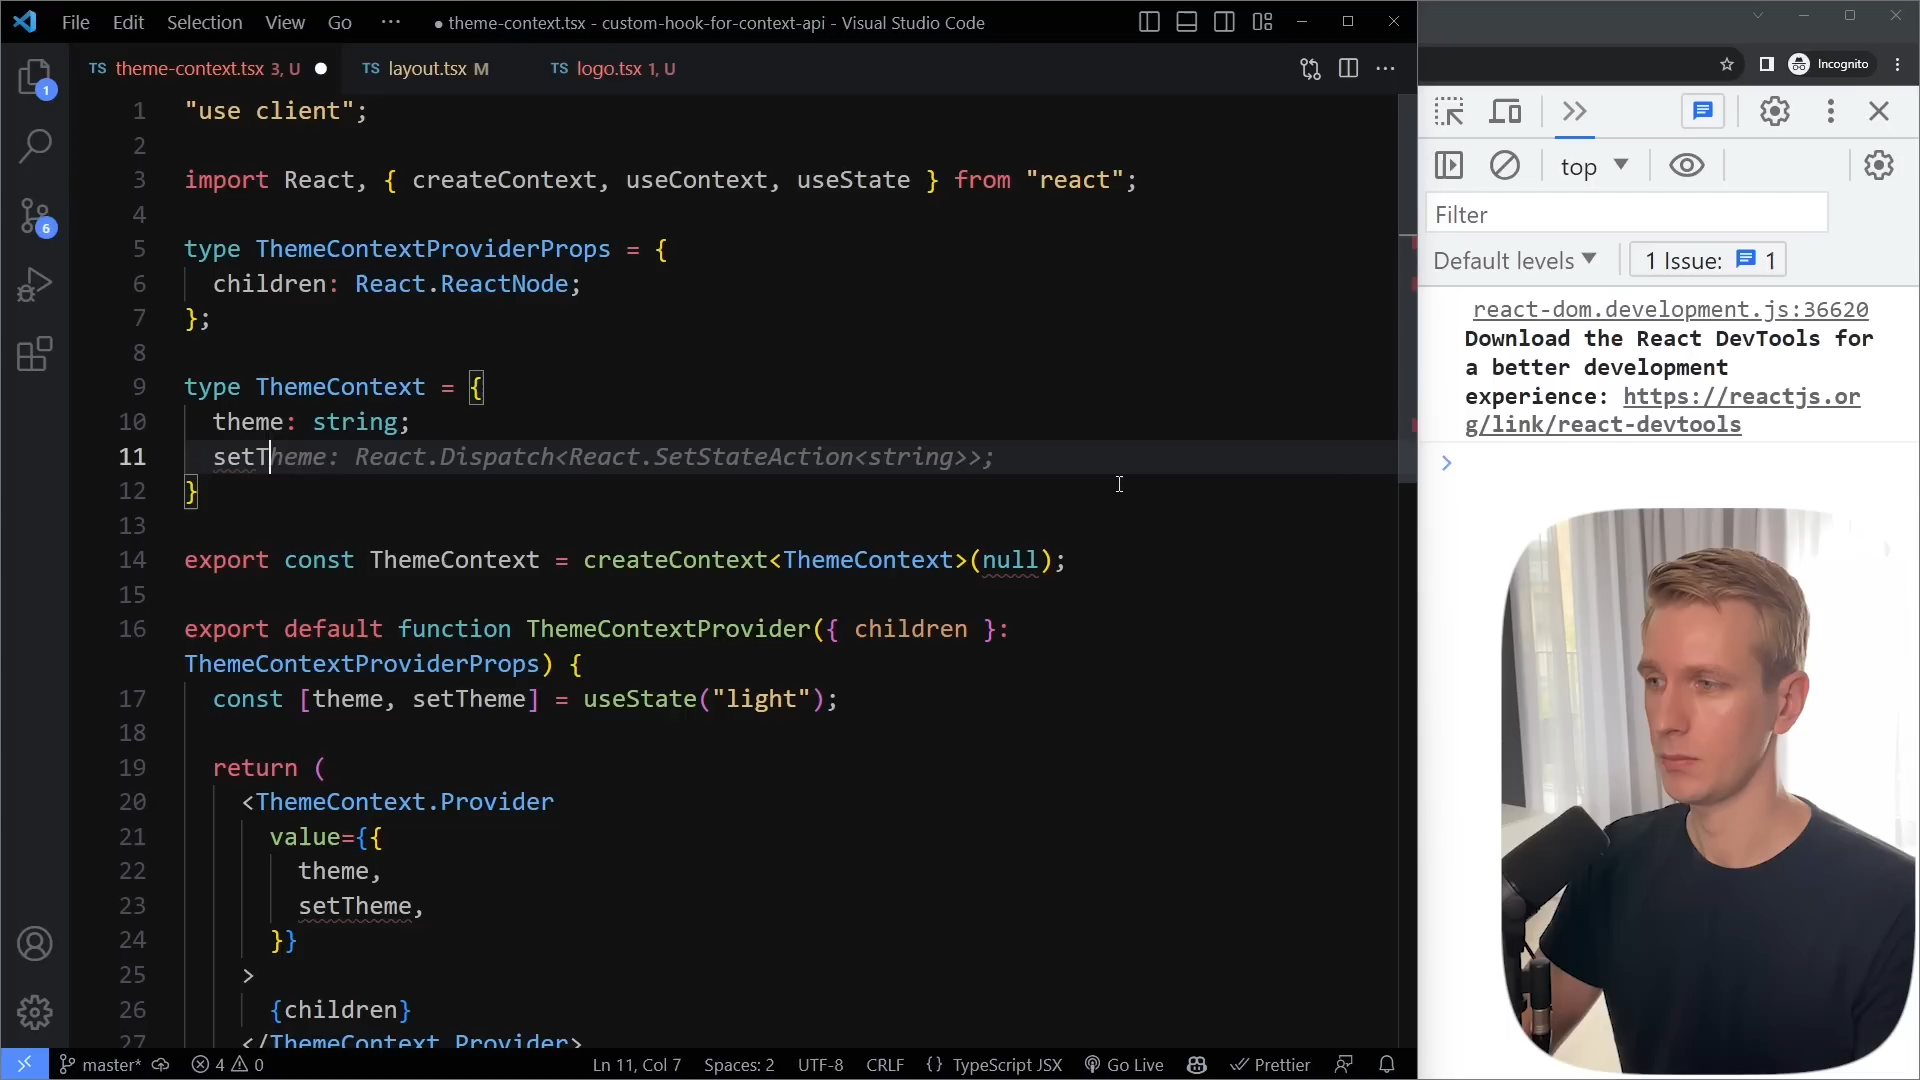 File Edit Selection View Go ··· ● theme-context.tsx - custom-hook-for-context-api - Visual Studio Code
TS theme-context.tsx 3, U ● TS layout.tsx M TS logo.tsx 1, U
1 "use client";
2
3 import React, { createContext, useContext, useState } from "react";
4
5 type ThemeContextProviderProps = {
6 children: React.ReactNode;
7 };
8
9 type ThemeContext = {
10 theme: string;
11 setTheme: React.Dispatch<React.SetStateAction<string>>;
12 }
13
14 export const ThemeContext = createContext<ThemeContext>(null);
15
16 export default function ThemeContextProvider({ children }:
ThemeContextProviderProps) {
17 const [theme, setTheme] = useState("light");
18
19 return (
20 <ThemeContext.Provider
21 value={{
22 theme,
23 setTheme,
24 }}
25 >
26 {children}
27 </ThemeContext.Provider>
1
6
master* 4 0 Ln 11, Col 7 Spaces: 2 UTF-8 CRLF {} TypeScript JSX Go Live Prettier
Incognito
top
Filter
Default levels 1 Issue: 1
react-dom.development.js:36620
Download the React DevTools for
a better development
experience: https://reactjs.or
g/link/react-devtools